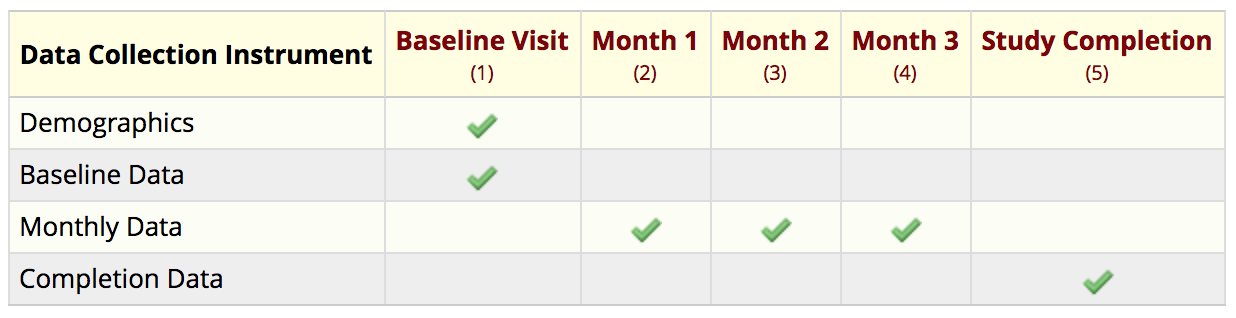 Data Collection Instrument
Baseline Visit
(1)
Month 1
(2)
Month 2
(3)
Month 3
(4)
Study Completion
(5)
Demographics
Baseline Data
Monthly Data
Completion Data